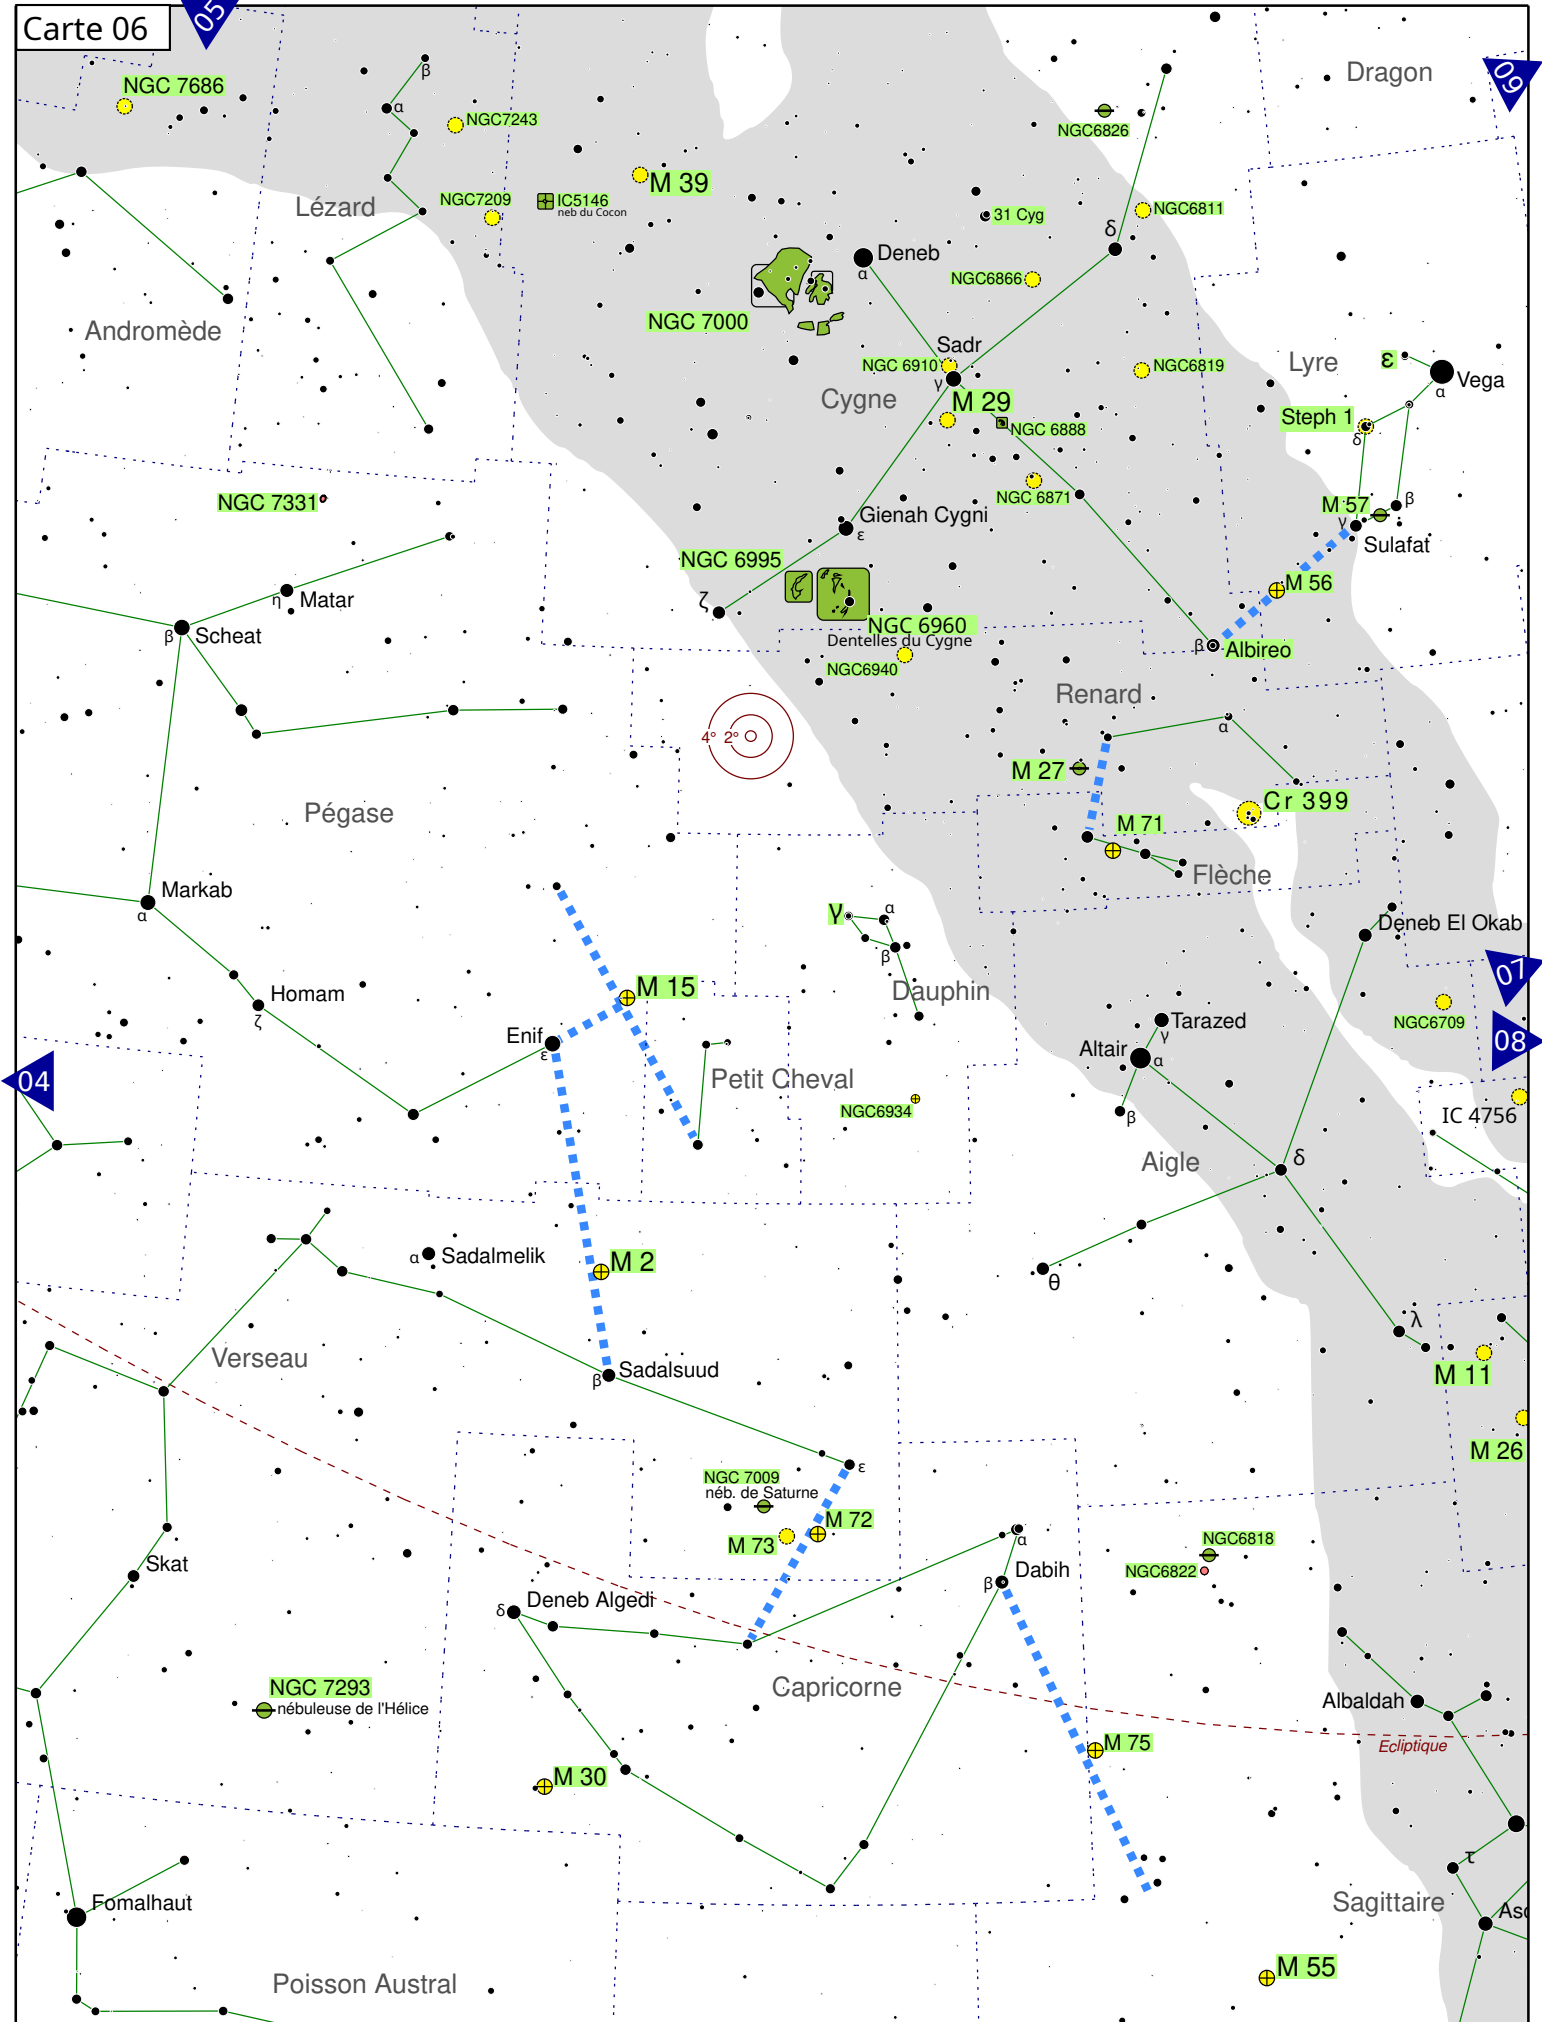 Carte 06
05
09
Dragon
β
NGC 7686
α
NGC7243
NGC6826
M 39
Lézard
NGC7209
IC5146
neb du Cocon
31 Cyg
NGC6811
δ
Deneb
α
NGC6866
NGC 7000
Andromède
Sadr
NGC 6910
γ
NGC6819
Lyre
ε
Vega
α
Cygne
M 29
NGC 6888
Steph 1
δ
NGC 7331
NGC 6871
M 57
β
γ
Sulafat
Gienah Cygni
ε
NGC 6995
M 56
η
Matar
ζ
NGC 6960
Dentelles du Cygne
β
Scheat
NGC6940
β
Albireo
Renard
α
4° 2°
M 27
Cr 399
Pégase
M 71
Flèche
Markab
α
γ
α
Deneb El Okab
β
07
M 15
Dauphin
Homam
ζ
Tarazed
γ
NGC6709
Enif
ε
Altair
α
08
04
Petit Cheval
NGC6934
β
IC 4756
Aigle
δ
α
Sadalmelik
M 2
θ
λ
Verseau
Sadalsuud
β
M 11
M 26
ε
NGC 7009
néb. de Saturne
M 72
M 73
α
NGC6818
Skat
Dabih
β
NGC6822
δ
Deneb Algedi
NGC 7293
nébuleuse de l'Hélice
Capricorne
Albaldah
M 75
Ecliptique
M 30
τ
Fomalhaut
Sagittaire
Asc
M 55
Poisson Austral